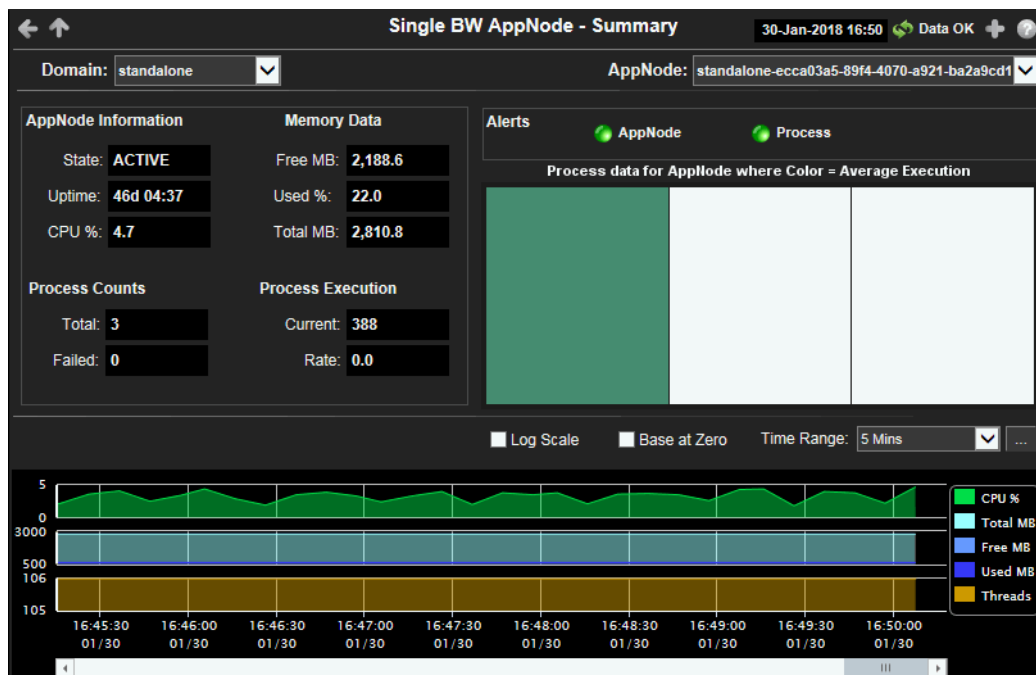 Single BW AppNode - Summary
30-Jan-2018 16:50 Data OK
Domain: standalone AppNode: standalone-ecca03a5-89f4-4070-a921-ba2a9cd1
AppNode Information Memory Data
State: ACTIVE Free MB: 2,188.6
Uptime: 46d 04:37 Used %: 22.0
CPU %: 4.7 Total MB: 2,810.8
Process Counts Process Execution
Total: 3 Current: 388
Failed: 0 Rate: 0.0
Alerts AppNode Process
Process data for AppNode where Color = Average Execution
Log Scale Base at Zero Time Range: 5 Mins ...
5
0
3000
500
106
105
16:45:30 16:46:00 16:46:30 16:47:00 16:47:30 16:48:00 16:48:30 16:49:00 16:49:30 16:50:00
01/30 01/30 01/30 01/30 01/30 01/30 01/30 01/30 01/30 01/30
CPU %
Total MB
Free MB
Used MB
Threads